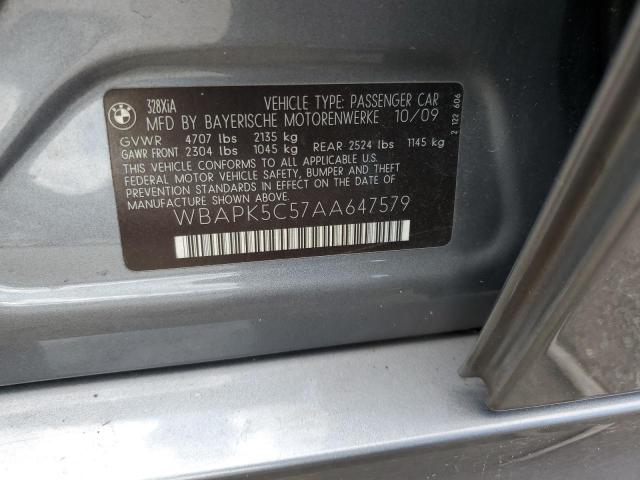 BMW
328XiA VEHICLE TYPE: PASSENGER CAR
MFD BY BAYERISCHE MOTORENWERKE 10/09
GVWR 4707 lbs 2135 kg
GAWR FRONT 2304 lbs 1045 kg REAR 2524 lbs 1145 kg
THIS VEHICLE CONFORMS TO ALL APPLICABLE U.S.
FEDERAL MOTOR VEHICLE SAFETY, BUMPER AND THEFT
PREVENTION STANDARDS IN EFFECT ON THE DATE OF
MANUFACTURE SHOWN ABOVE.
WBAPK5C57AA647579
2 122 606